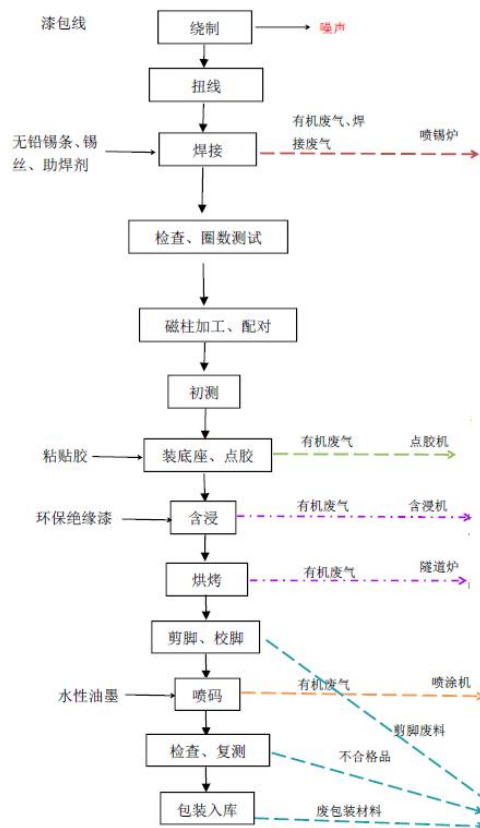 漆包线
绕制
噪声
扭线
无铅锡条、锡
丝、助焊剂
焊接
有机废气、焊
接废气
喷锡炉
检查、圈数测试
磁柱加工、配对
初测
粘贴胶
装底座、点胶
有机废气
点胶机
环保绝缘漆
含浸
有机废气
含浸机
烘烤
有机废气
隧道炉
剪脚、校脚
水性油墨
喷码
有机废气
喷涂机
剪脚废料
检查、复测
不合格品
包装入库
废包装材料